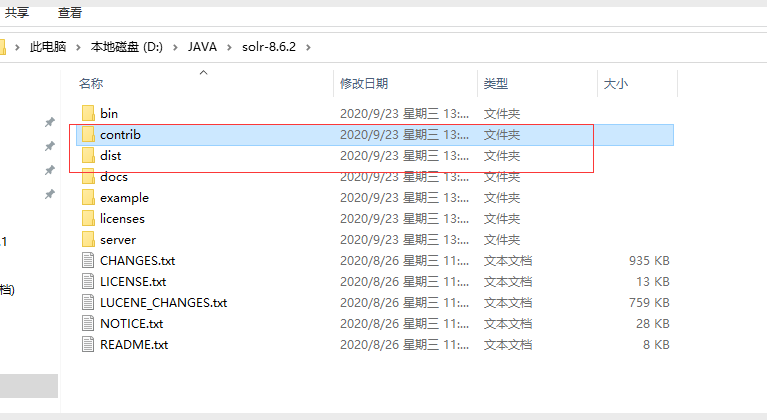 共享 查看
此电脑 > 本地磁盘 (D:) > JAVA > solr-8.6.2 >
名称 修改日期 类型 大小
bin 2020/9/23 星期三 13:... 文件夹
contrib 2020/9/23 星期三 13:... 文件夹
dist 2020/9/23 星期三 13:... 文件夹
docs 2020/9/23 星期三 13:... 文件夹
example 2020/9/23 星期三 13:... 文件夹
licenses 2020/9/23 星期三 13:... 文件夹
server 2020/9/23 星期三 13:... 文件夹
.1
CHANGES.txt 2020/8/26 星期三 11:... 文本文档 935 KB
LICENSE.txt 2020/8/26 星期三 11:... 文本文档 13 KB
档)
LUCENE_CHANGES.txt 2020/8/26 星期三 11:... 文本文档 759 KB
NOTICE.txt 2020/8/26 星期三 11:... 文本文档 28 KB
README.txt 2020/8/26 星期三 11:... 文本文档 8 KB